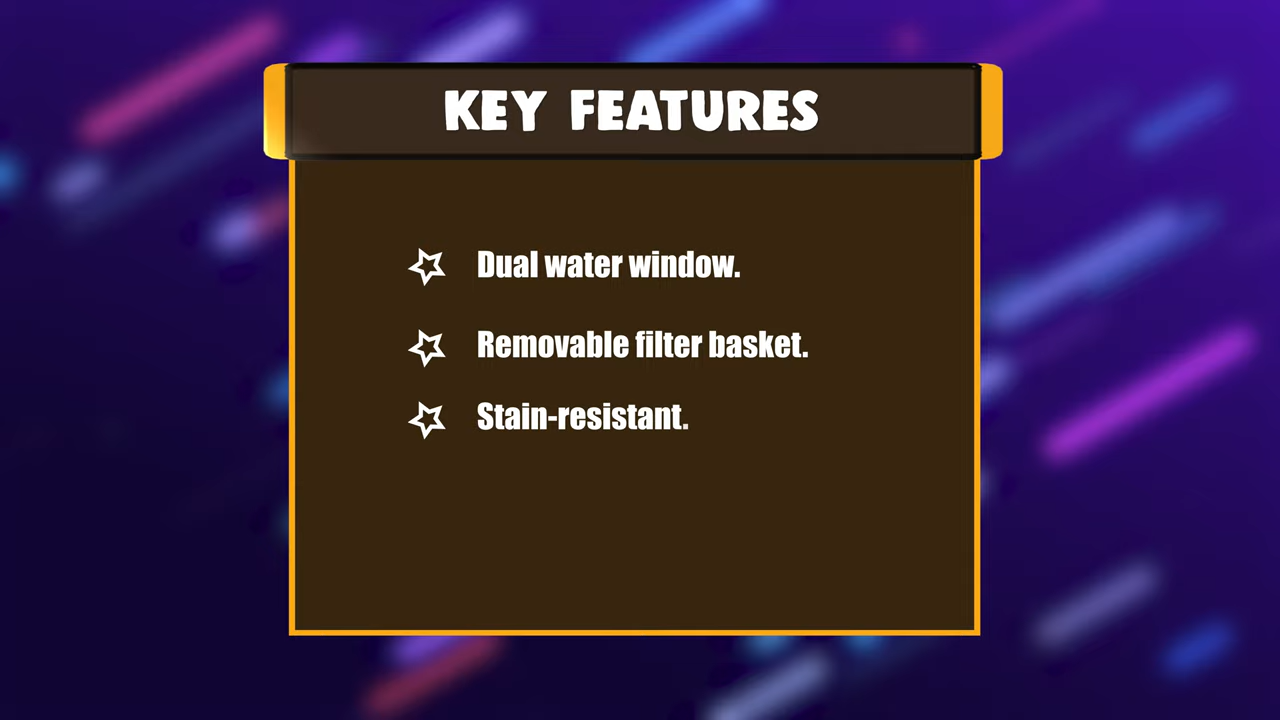 KEY FEATURES
Dual water window.
Removable filter basket.
Stain-resistant.